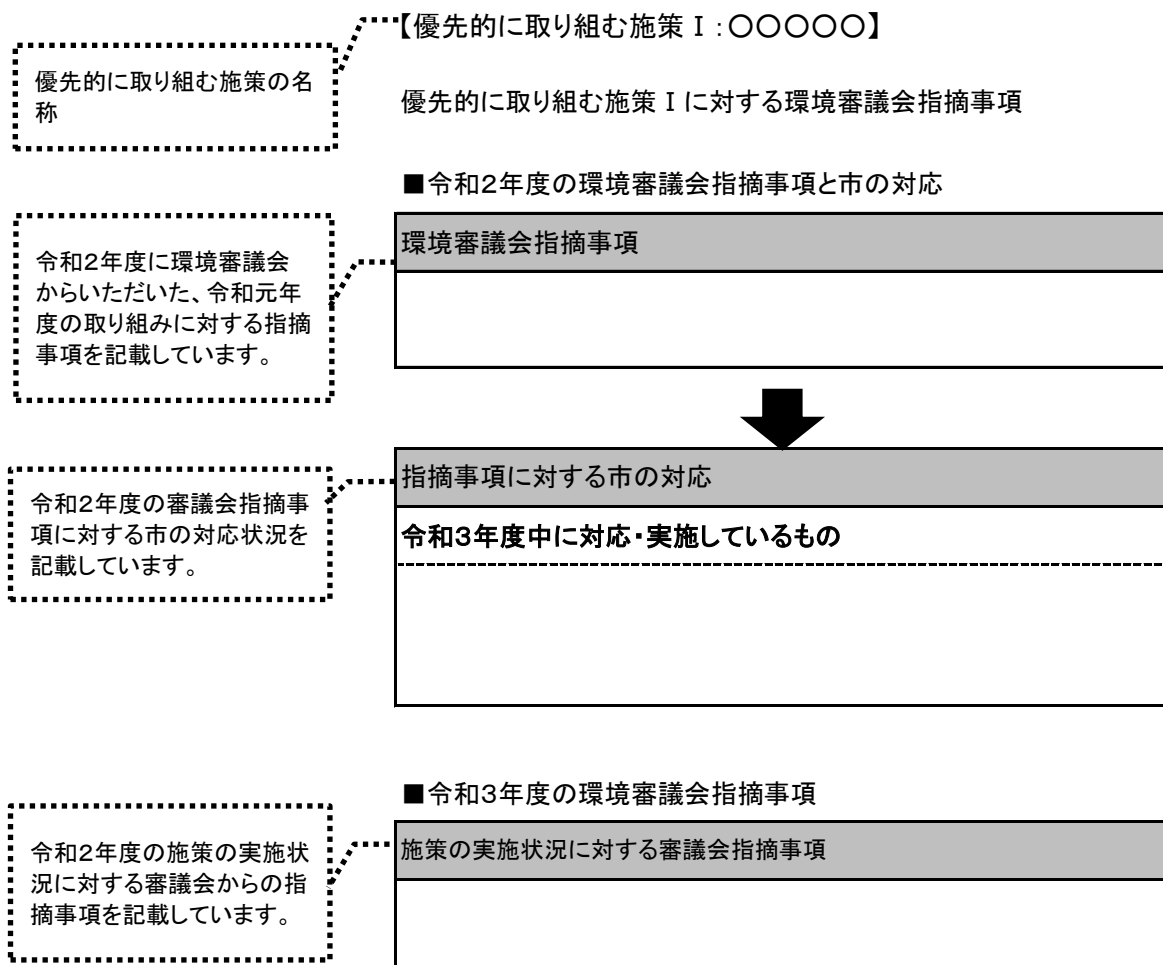 【優先的に取り組む施策Ⅰ:〇〇〇〇〇】
優先的に取り組む施策の名
称
優先的に取り組む施策Ⅰに対する環境審議会指摘事項
■令和2年度の環境審議会指摘事項と市の対応
環境審議会指摘事項
令和2年度に環境審議会
からいただいた、令和元年
度の取り組みに対する指摘
事項を記載しています。
指摘事項に対する市の対応
令和3年度中に対応・実施しているもの
令和2年度の審議会指摘事
項に対する市の対応状況を
記載しています。
■令和3年度の環境審議会指摘事項
施策の実施状況に対する審議会指摘事項
令和2年度の施策の実施状
況に対する審議会からの指
摘事項を記載しています。